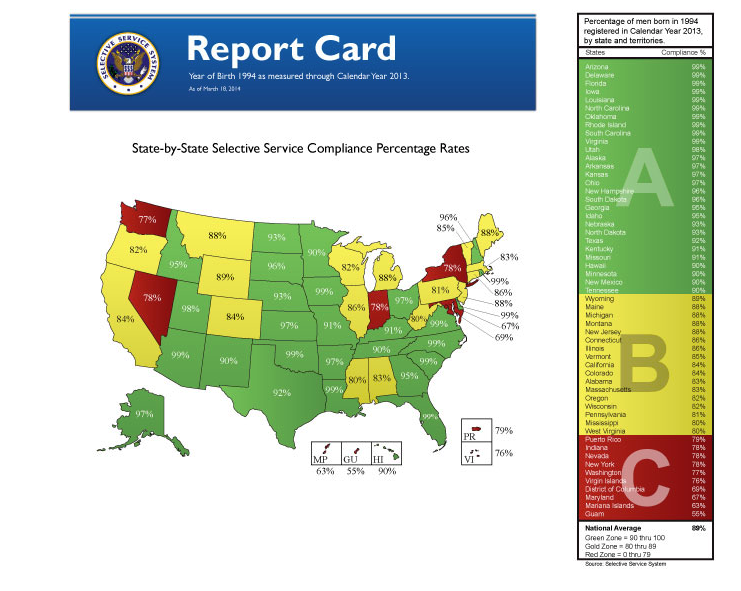 SELECTIVE SERVICE SYSTEM
Report Card
Year of Birth 1994 as measured through Calendar Year 2013.
As of March 18, 2014
State-by-State Selective Service Compliance Percentage Rates
77%
82%
84%
78%
95%
88%
89%
98%
84%
99%
90%
93%
96%
93%
97%
99%
92%
90%
99%
91%
97%
99%
82%
86%
88%
78%
97%
91%
90%
80%
83%
95%
99%
99%
99%
80%
99%
81%
78%
96%
85%
88%
83%
99%
86%
88%
99%
67%
69%
97%
MP
63%
GU
55%
HI
90%
PR
79%
VI
76%
Percentage of men born in 1994
registered in Calendar Year 2013,
by state and territories.
States Compliance %
A
Arizona 99%
Delaware 99%
Florida 99%
Iowa 99%
Louisiana 99%
North Carolina 99%
Oklahoma 99%
Rhode Island 99%
South Carolina 99%
Virginia 99%
Utah 98%
Alaska 97%
Arkansas 97%
Kansas 97%
Ohio 97%
New Hampshire 96%
South Dakota 96%
Georgia 95%
Idaho 95%
Nebraska 93%
North Dakota 93%
Texas 92%
Kentucky 91%
Missouri 91%
Hawaii 90%
Minnesota 90%
New Mexico 90%
Tennessee 90%
B
Wyoming 89%
Maine 88%
Michigan 88%
Montana 88%
New Jersey 88%
Connecticut 86%
Illinois 86%
Vermont 85%
California 84%
Colorado 84%
Alabama 83%
Massachusetts 83%
Oregon 82%
Wisconsin 82%
Pennsylvania 81%
Mississippi 80%
West Virginia 80%
C
Puerto Rico 79%
Indiana 78%
Nevada 78%
New York 78%
Washington 77%
Virgin Islands 76%
District of Columbia 69%
Maryland 67%
Mariana Islands 63%
Guam 55%
National Average 89%
Green Zone = 90 thru 100
Gold Zone = 80 thru 89
Red Zone = 0 thru 79
Source: Selective Service System